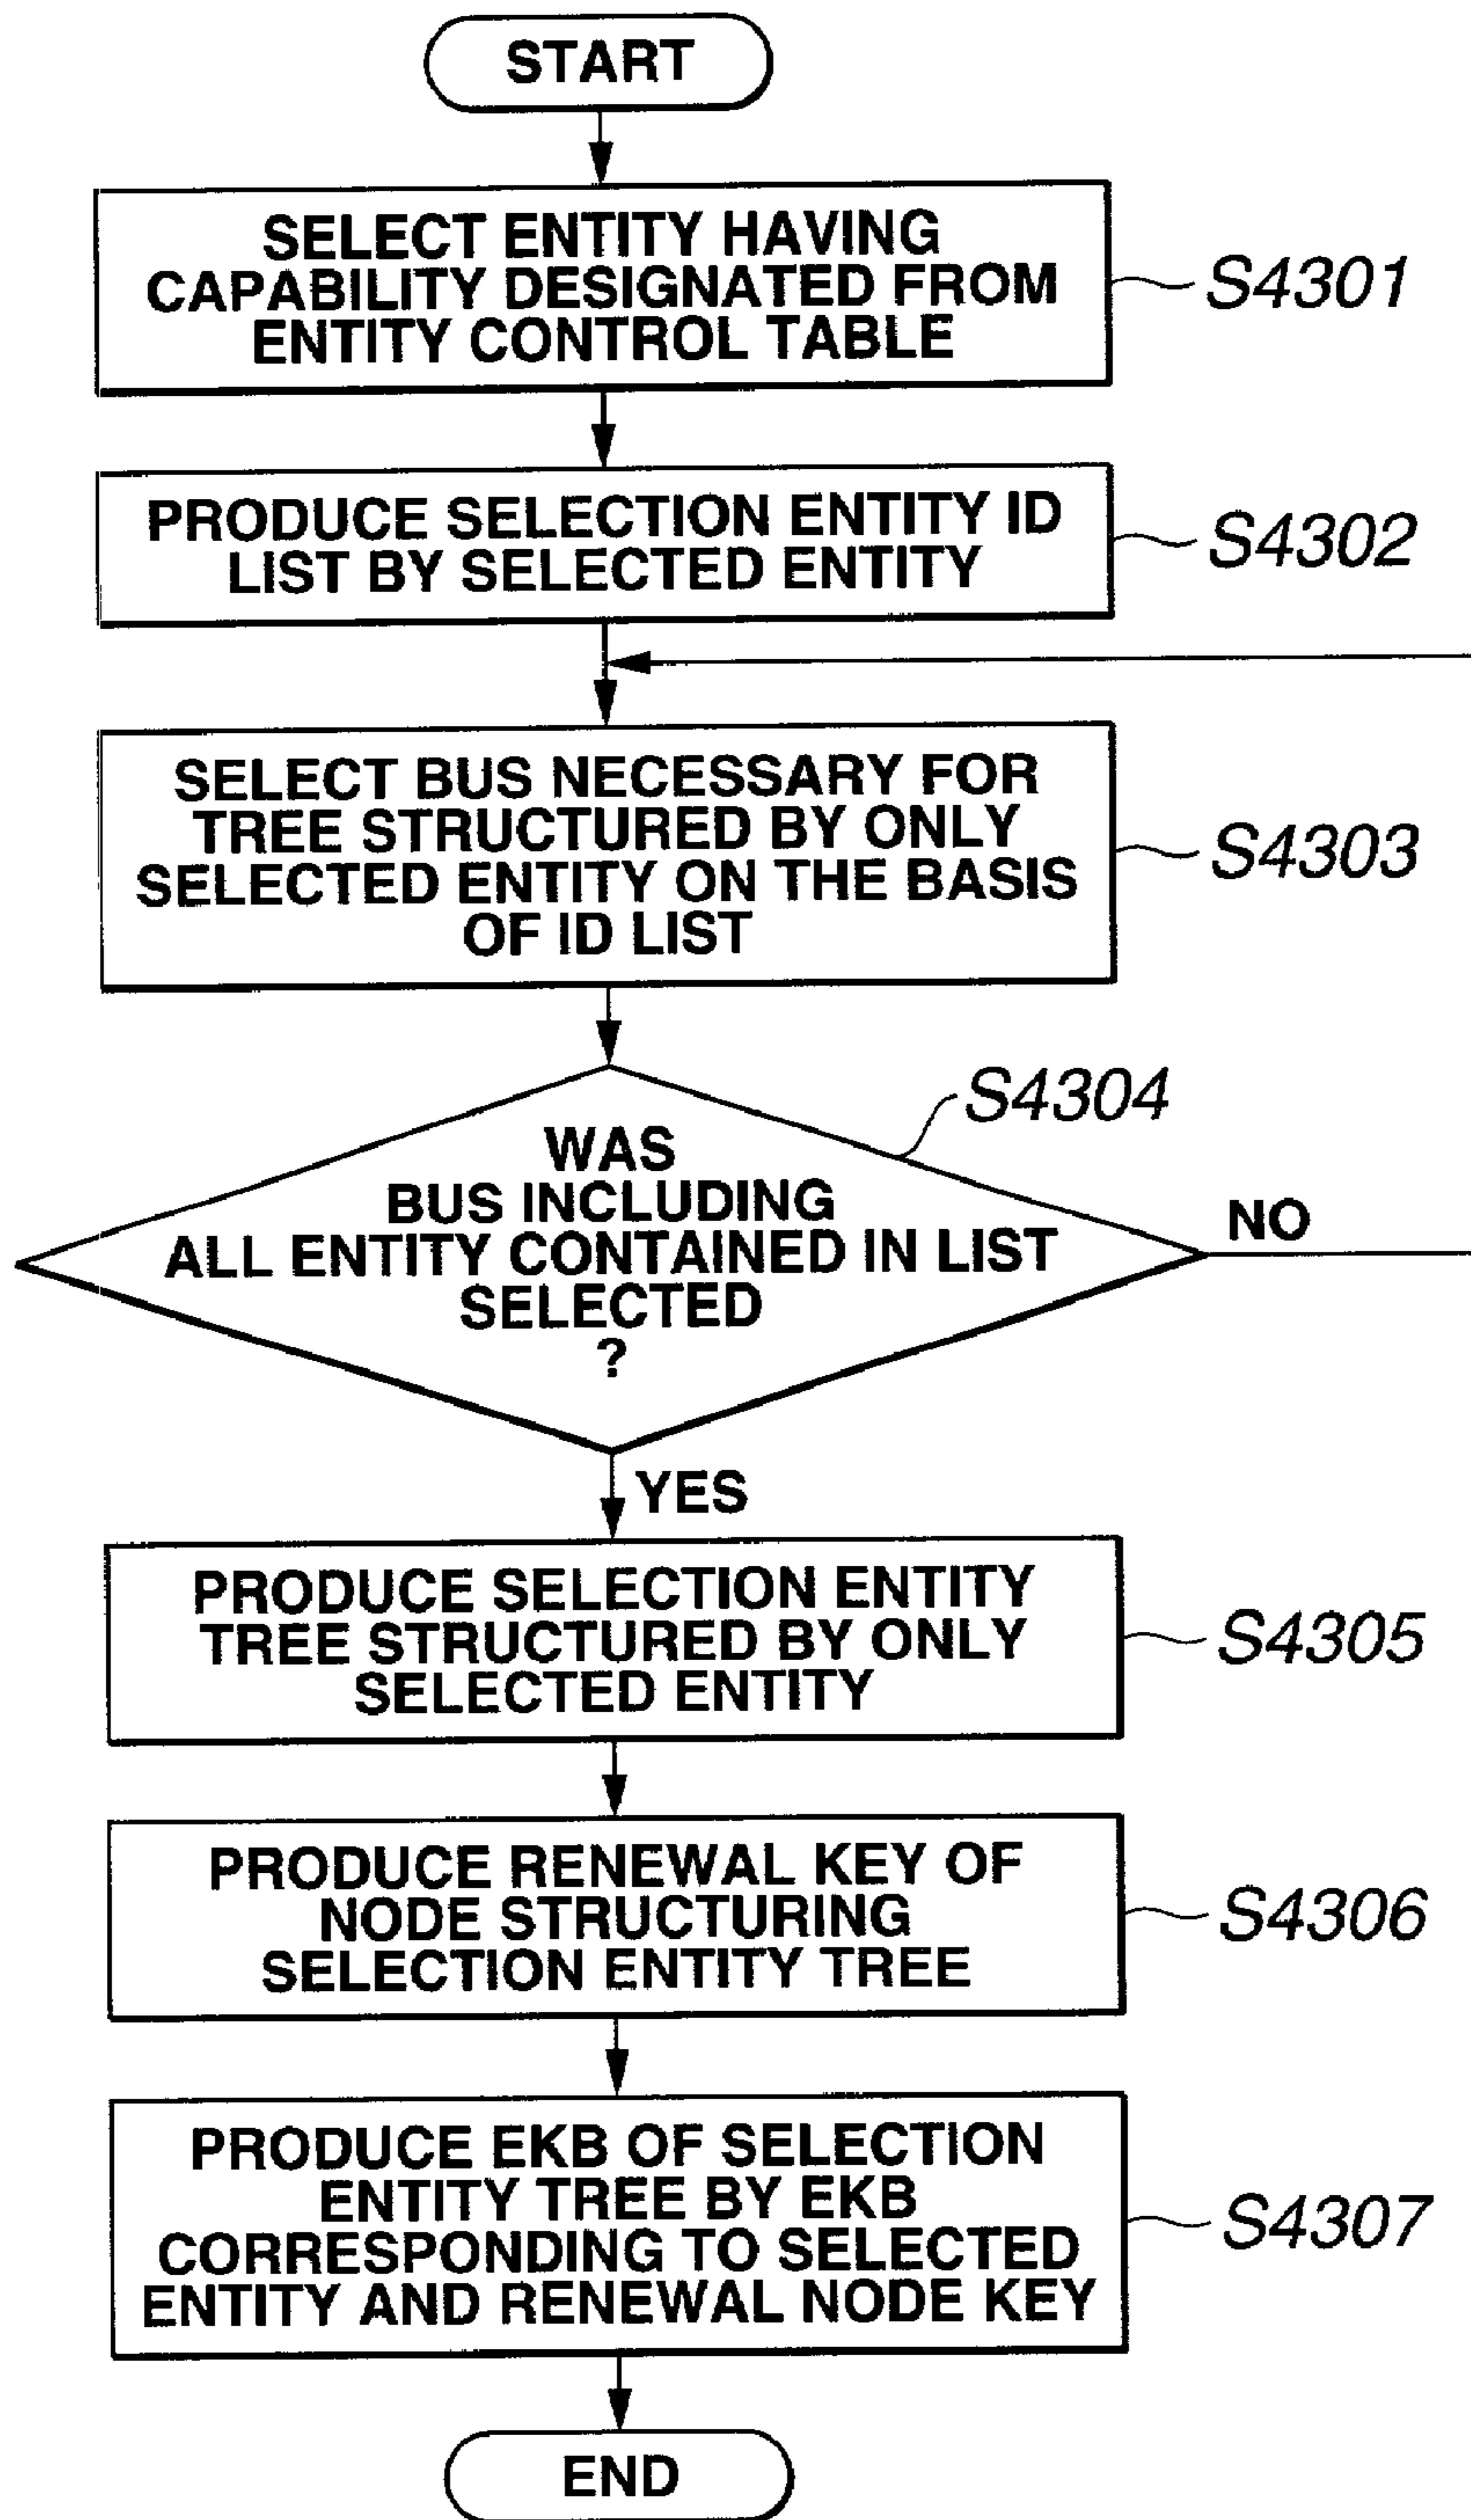 START
SELECT ENTITY HAVING
CAPABILITY DESIGNATED FROM
ENTITY CONTROL TABLE
S4301
PRODUCE SELECTION ENTITY ID
LIST BY SELECTED ENTITY
S4302
SELECT BUS NECESSARY FOR
TREE STRUCTURED BY ONLY
SELECTED ENTITY ON THE BASIS
OF ID LIST
S4303
S4304
WAS
BUS INCLUDING
ALL ENTITY CONTAINED IN LIST
SELECTED
?
NO
YES
PRODUCE SELECTION ENTITY
TREE STRUCTURED BY ONLY
SELECTED ENTITY
S4305
PRODUCE RENEWAL KEY OF
NODE STRUCTURING
SELECTION ENTITY TREE
S4306
PRODUCE EKB OF SELECTION
ENTITY TREE BY EKB
CORRESPONDING TO SELECTED
ENTITY AND RENEWAL NODE KEY
S4307
END